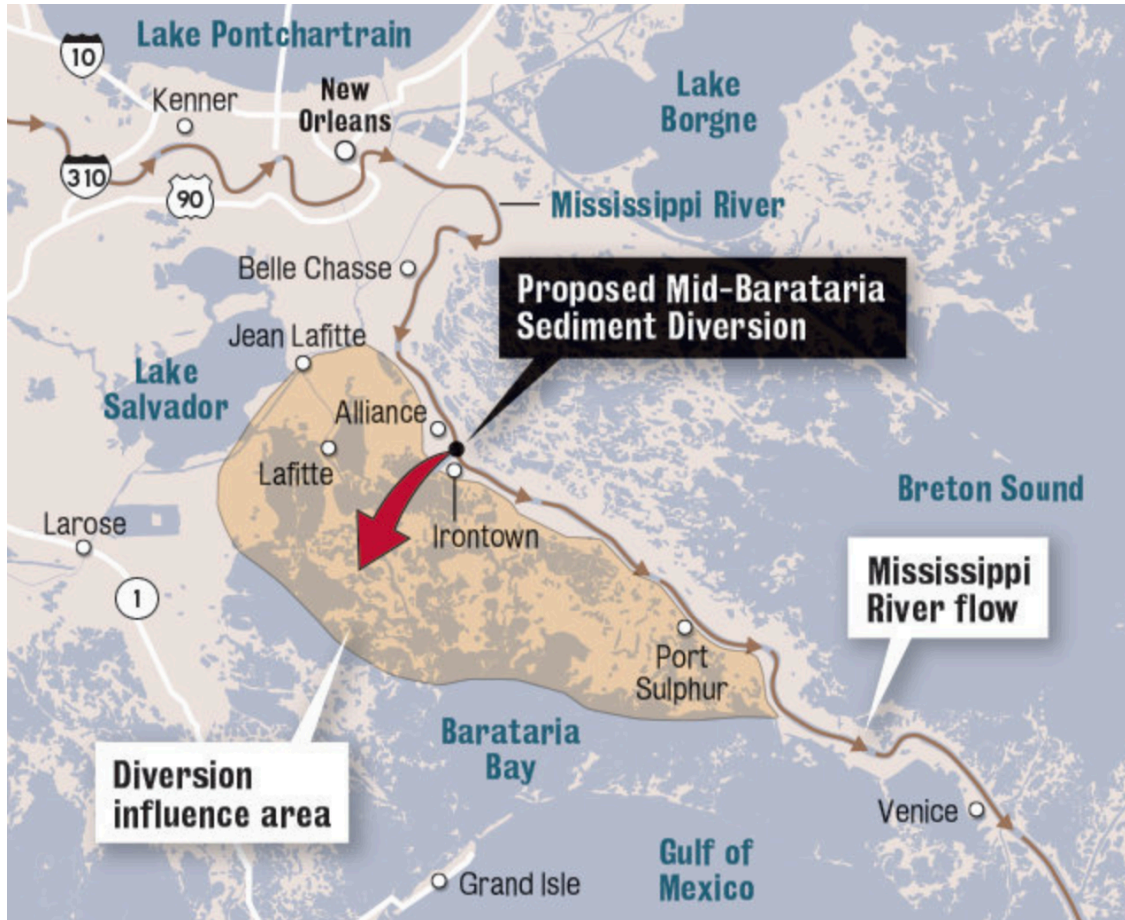 Lake Pontchartrain
10
Kenner
New
Orleans
Lake
Borgne
310
90
Mississippi River
Belle Chasse
Proposed Mid-Barataria
Sediment Diversion
Jean Lafitte
Lake
Salvador
Alliance
Lafitte
Breton Sound
Larose
Irontown
Mississippi
River flow
1
Port
Sulphur
Barataria
Bay
Diversion
influence area
Venice
Gulf of
Mexico
Grand Isle